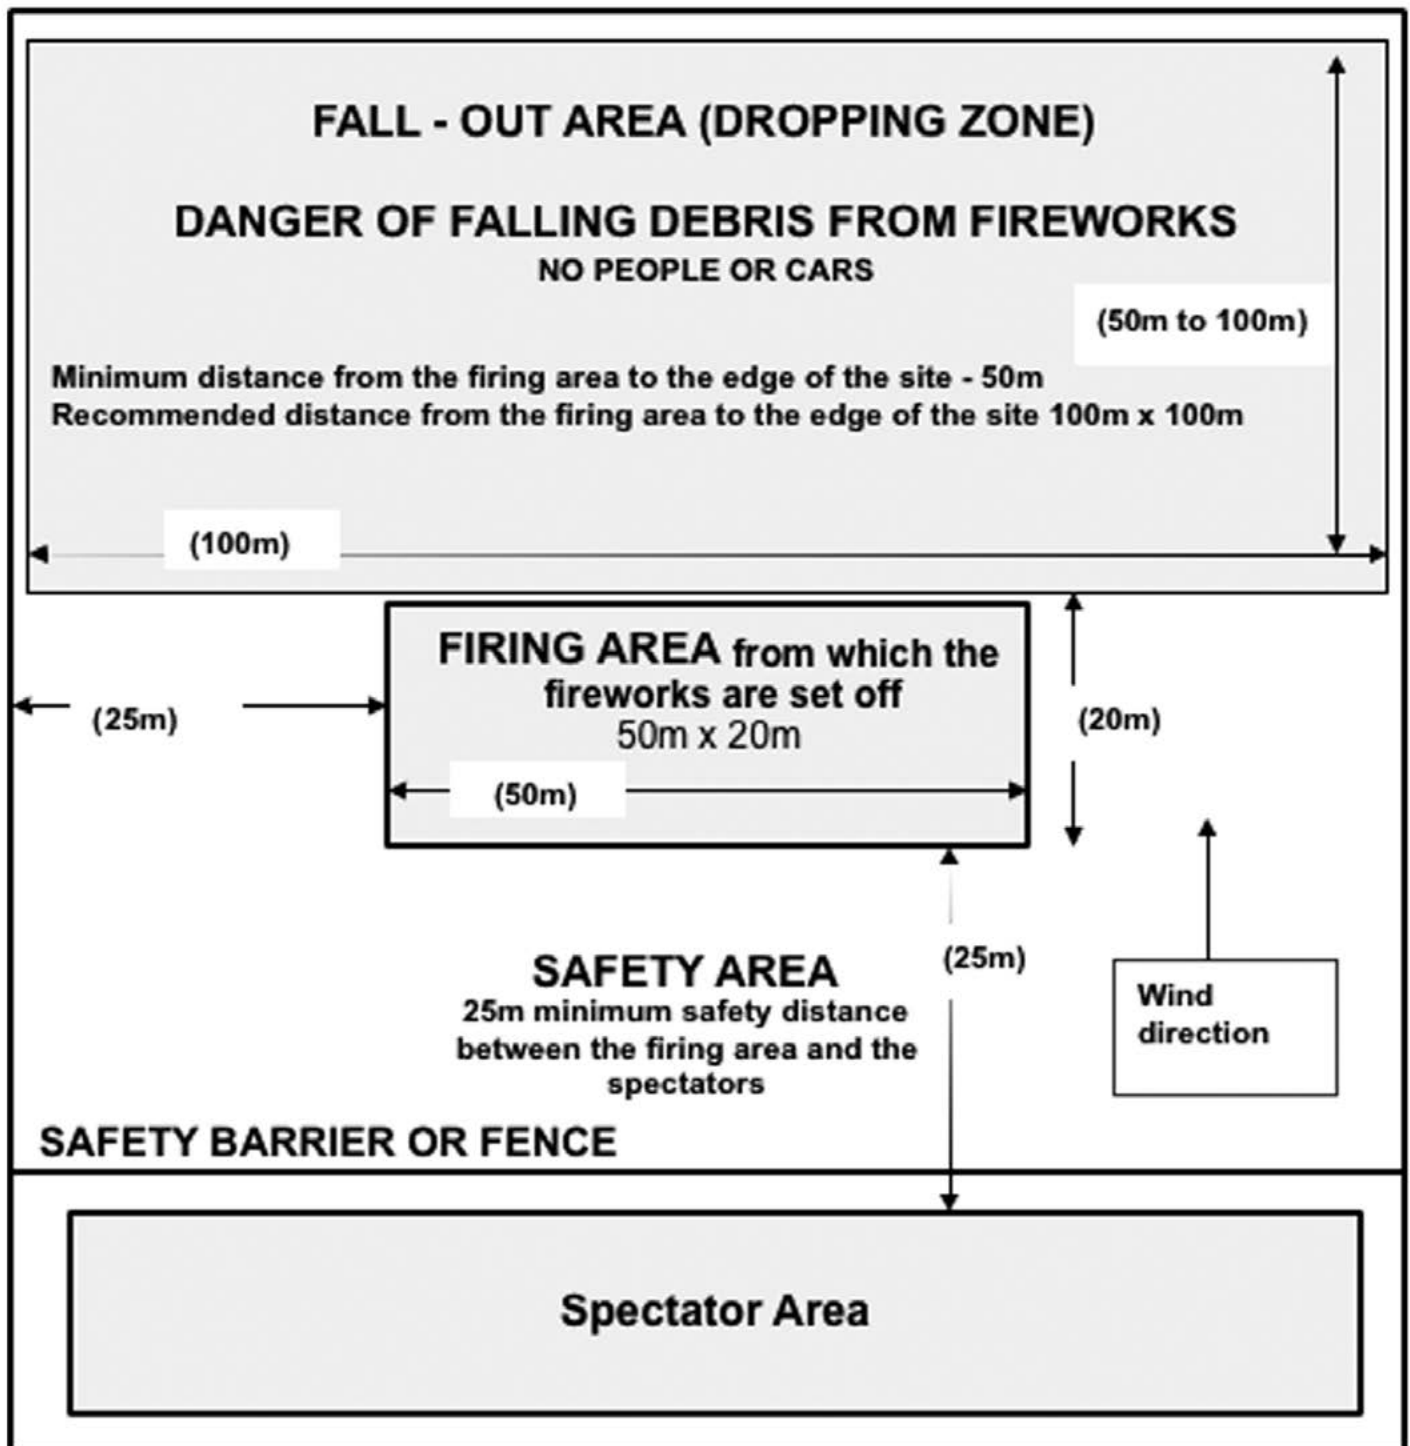 FALL - OUT AREA (DROPPING ZONE)
DANGER OF FALLING DEBRIS FROM FIREWORKS
NO PEOPLE OR CARS
(50m to 100m)
Minimum distance from the firing area to the edge of the site - 50m
Recommended distance from the firing area to the edge of the site 100m x 100m
(100m)
FIRING AREA from which the
fireworks are set off
50m x 20m
(25m)
(20m)
(50m)
(25m)
SAFETY AREA
25m minimum safety distance
between the firing area and the
spectators
Wind
direction
SAFETY BARRIER OR FENCE
Spectator Area